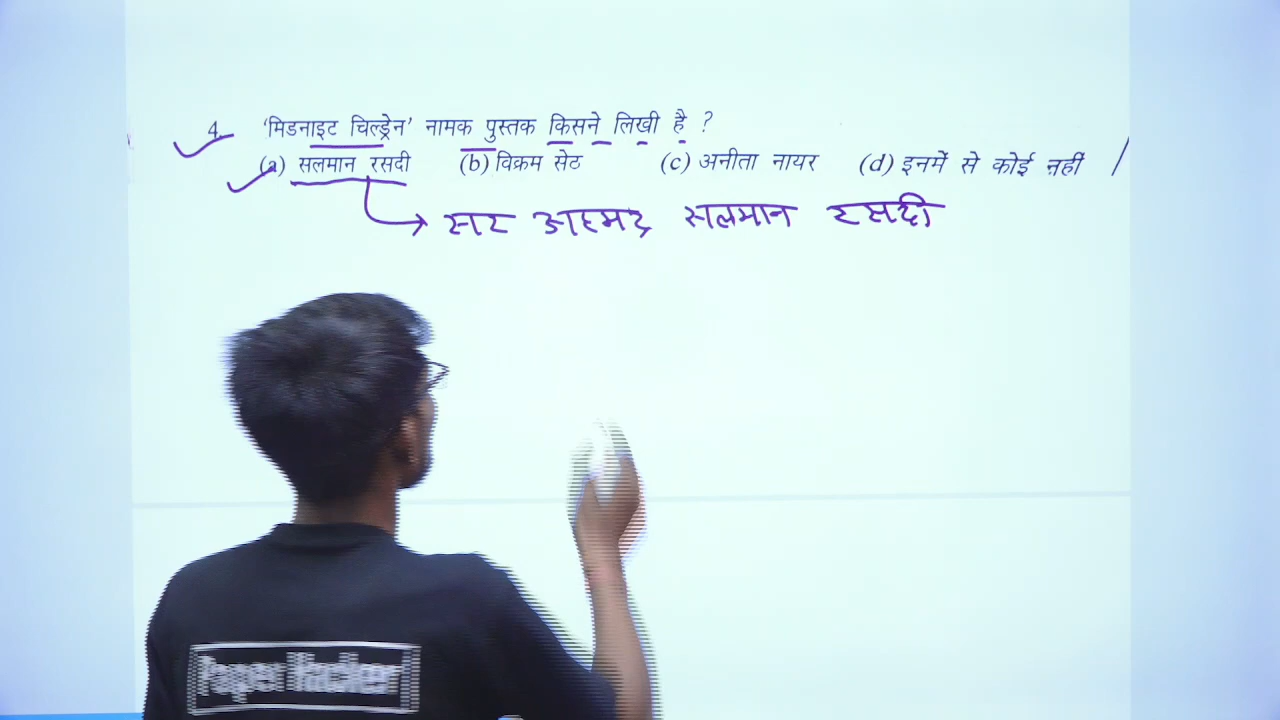 4. 'मिडनाइट चिल्ड्रेन' नामक पुस्तक किसने लिखी है ?
(a) सलमान रसदी (b) विक्रम सेठ (c) अनीता नायर (d) इनमें से कोई नहीं
सर अहमद सलमान रसदी
Paper Hacker